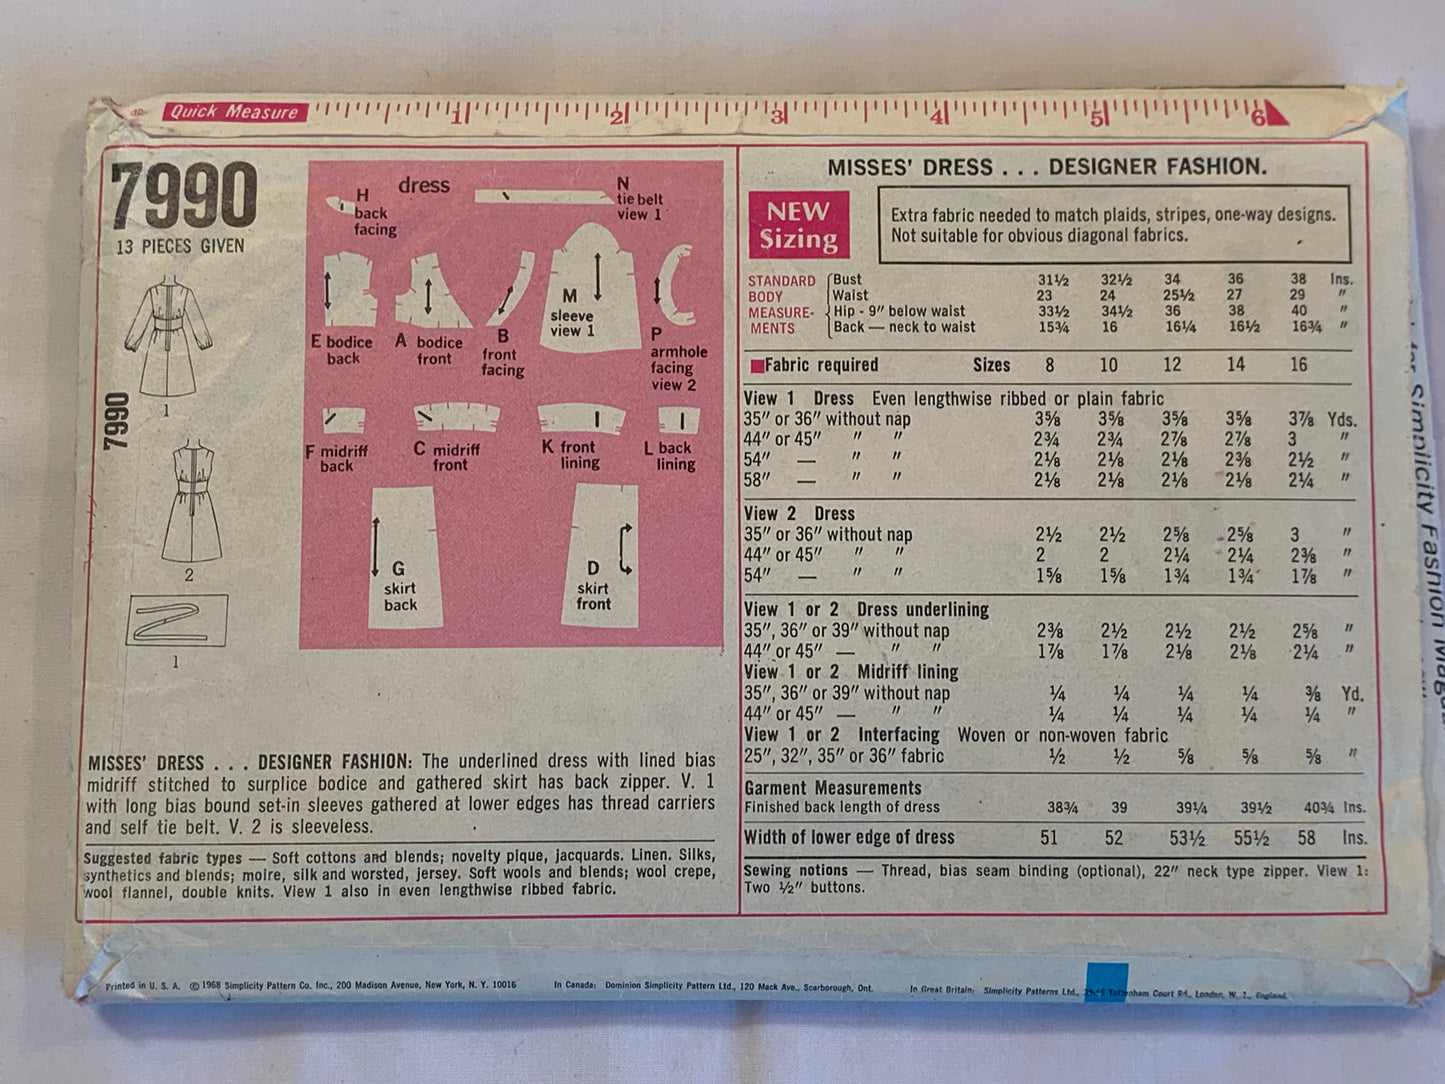 Quick Measure 1 2 3 4 5 6
7990
13 PIECES GIVEN
7990
1
2
1
dress
H
back
facing
N
tie belt
view 1
E bodice
back
A bodice
front
B
front
facing
M
sleeve
view 1
P
armhole
facing
view 2
F midriff
back
C midriff
front
K front
lining
L back
lining
G
skirt
back
D
skirt
front
MISSES' DRESS . . . DESIGNER FASHION: The underlined dress with lined bias
midriff stitched to surplice bodice and gathered skirt has back zipper. V. 1
with long bias bound set-in sleeves gathered at lower edges has thread carriers
and self tie belt. V. 2 is sleeveless.
Suggested fabric types — Soft cottons and blends; novelty pique, jacquards. Linen. Silks,
synthetics and blends; moire, silk and worsted, jersey. Soft wools and blends; wool crepe,
wool flannel, double knits. View 1 also in even lengthwise ribbed fabric.
MISSES' DRESS . . . DESIGNER FASHION.
NEW
Sizing
Extra fabric needed to match plaids, stripes, one-way designs.
Not suitable for obvious diagonal fabrics.
STANDARD Bust 31½ 32½ 34 36 38 Ins.
BODY Waist 23 24 25½ 27 29 "
MEASURE- Hip - 9" below waist 33½ 34½ 36 38 40 "
MENTS Back — neck to waist 15¾ 16 16¼ 16½ 16¾ "
Fabric required Sizes 8 10 12 14 16
View 1 Dress Even lengthwise ribbed or plain fabric
35" or 36" without nap 3⅝ 3⅝ 3⅝ 3⅝ 3⅞ Yds.
44" or 45" " " 2¾ 2¾ 2⅞ 2⅞ 3 "
54" — " " 2⅛ 2⅛ 2⅛ 2⅜ 2½ "
58" — " " 2⅛ 2⅛ 2⅛ 2⅛ 2¼ "
View 2 Dress
35" or 36" without nap 2½ 2½ 2⅝ 2⅝ 3 "
44" or 45" " " 2 2 2¼ 2¼ 2⅜ "
54" — " " 1⅝ 1⅝ 1¾ 1¾ 1⅞ "
View 1 or 2 Dress underlining
35", 36" or 39" without nap 2⅜ 2½ 2½ 2½ 2⅝ "
44" or 45" — " " 1⅞ 1⅞ 2⅛ 2⅛ 2¼ "
View 1 or 2 Midriff lining
35", 36" or 39" without nap ¼ ¼ ¼ ¼ ⅜ Yd.
44" or 45" — " " ¼ ¼ ¼ ¼ ¼ "
View 1 or 2 Interfacing Woven or non-woven fabric
25", 32", 35" or 36" fabric ½ ½ ⅝ ⅝ ⅝ "
Garment Measurements
Finished back length of dress 38¾ 39 39¼ 39½ 40¾ Ins.
Width of lower edge of dress 51 52 53½ 55½ 58 Ins.
Sewing notions — Thread, bias seam binding (optional), 22" neck type zipper. View 1:
Two ½" buttons.
Printed in U. S. A. © 1968 Simplicity Pattern Co. Inc., 200 Madison Avenue, New York, N. Y. 10016 In Canada: Dominion Simplicity Pattern Ltd., 120 Mack Ave., Scarborough, Ont. In Great Britain: Simplicity Patterns Ltd., Tottenham Court Rd., London, W. 1., England
Simplicity Fashion